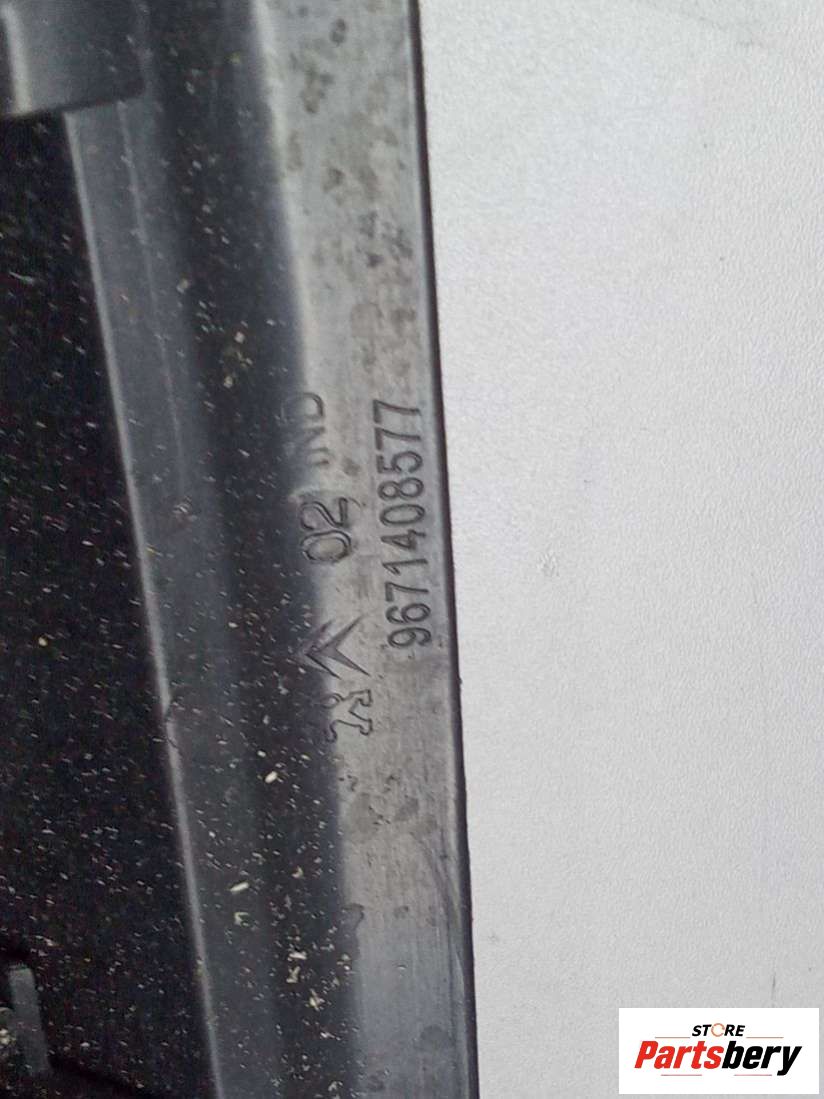 02 IND
9671408577
STORE
Partsbery